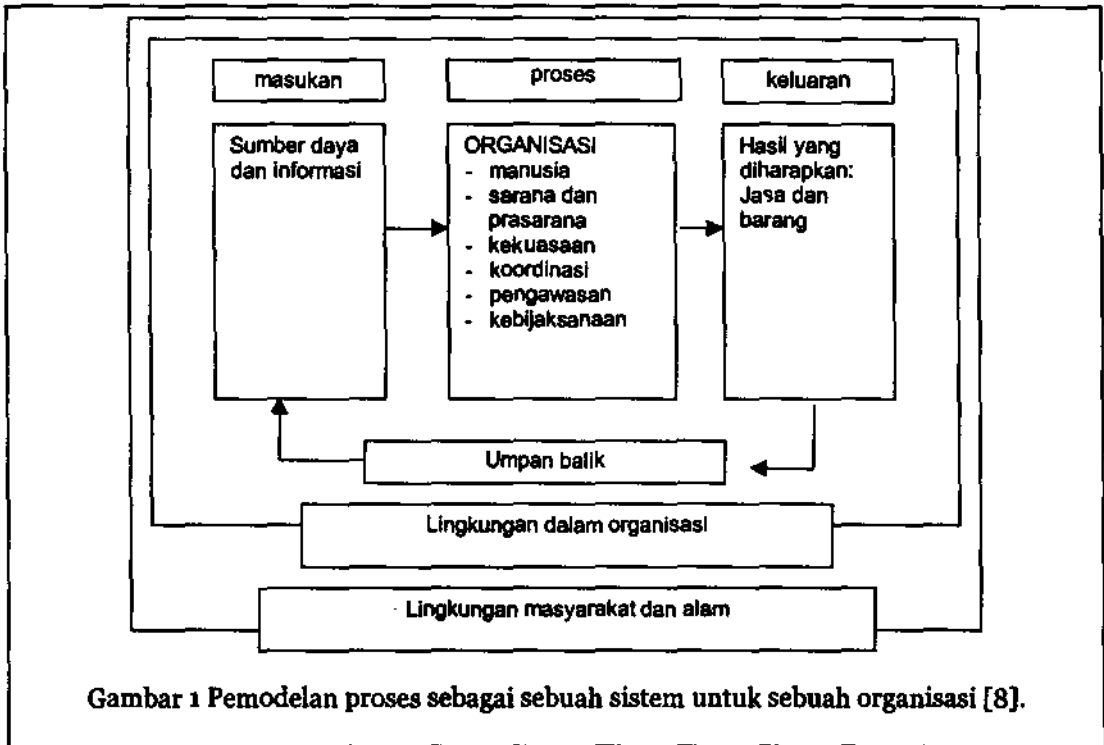 masukan
proses
keluaran
Sumber daya
dan informasi
ORGANISASI
- manusia
- sarana dan
prasarana
- kekuasaan
- koordinasi
- pengawasan
- kebijaksanaan
Hasil yang
diharapkan:
Jasa dan
barang
Umpan balik
Lingkungan dalam organisasi
Lingkungan masyarakat dan alam
Gambar 1 Pemodelan proses sebagai sebuah sistem untuk sebuah organisasi [8].